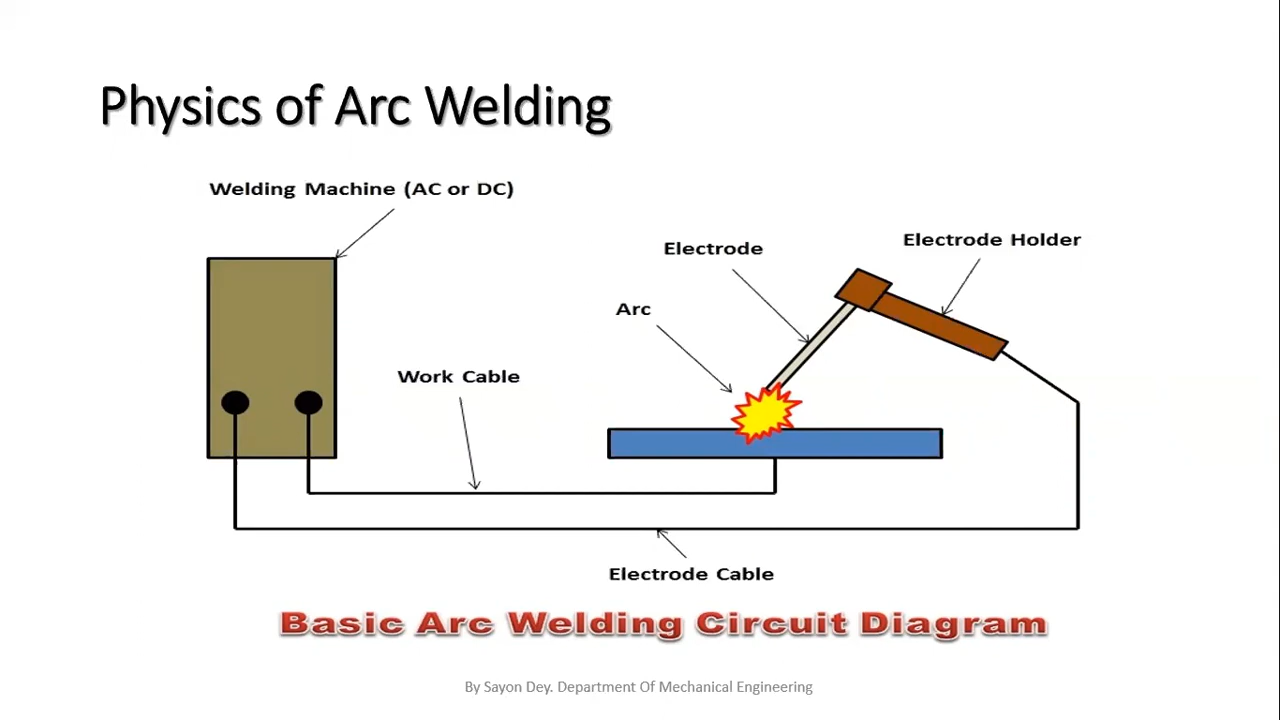 Physics of Arc Welding
Welding Machine (AC or DC)
Electrode Holder
Electrode
Arc
Work Cable
Electrode Cable
Basic Arc Welding Circuit Diagram
By Sayon Dey. Department Of Mechanical Engineering